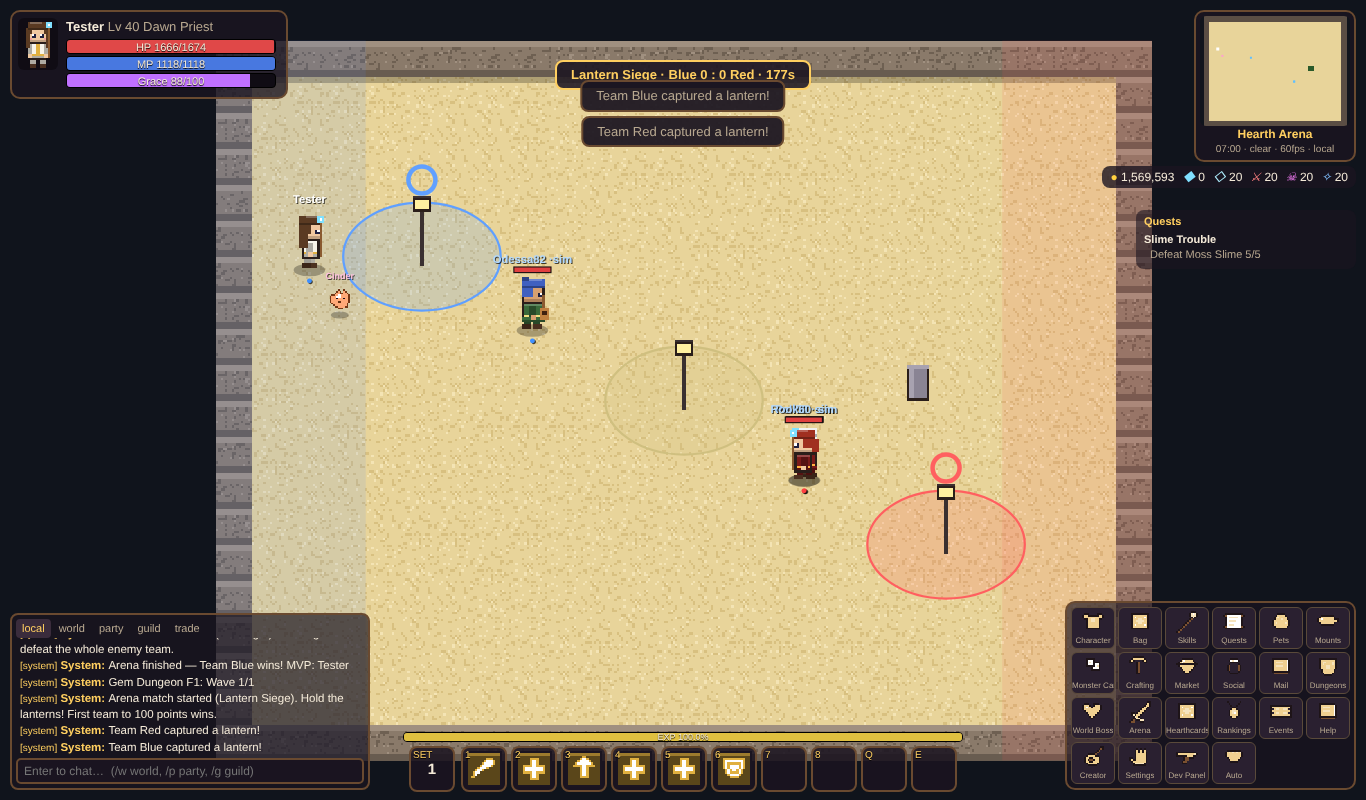 Tester Lv 40 Dawn Priest
HP 1666/1674
MP 1118/1118
Grace 88/100
Lantern Siege · Blue 0 : 0 Red · 177s
Team Blue captured a lantern!
Team Red captured a lantern!
Hearth Arena
07:00 · clear · 60fps · local
1,569,593 0 20 20 20 20
Quests
Slime Trouble
Defeat Moss Slime 5/5
Tester
Cinder
Odessa82 ·sim
local world party guild trade
defeat the whole enemy team.
[system] System: Arena finished — Team Blue wins! MVP: Tester
[system] System: Gem Dungeon F1: Wave 1/1
[system] System: Arena match started (Lantern Siege). Hold the
lanterns! First team to 100 points wins.
[system] System: Team Red captured a lantern!
[system] System: Team Blue captured a lantern!
Enter to chat… (/w world, /p party, /g guild)
EXP 100.0%
SET 1 2 3 4 5 6 7 8 Q E
1
Character Bag Skills Quests Pets Mounts
Monster Ca Crafting Market Social Mail Dungeons
World Boss Arena Hearthcards Rankings Events Help
Creator Settings Dev Panel Auto